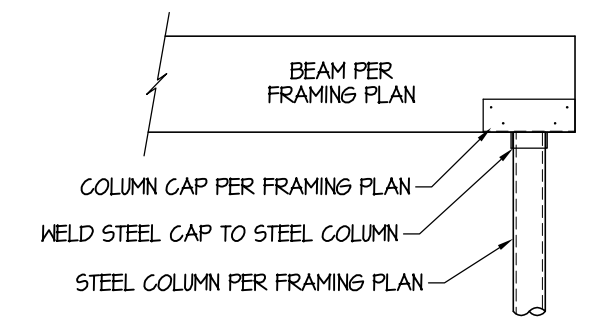 BEAM PER
FRAMING PLAN
COLUMN CAP PER FRAMING PLAN
WELD STEEL CAP TO STEEL COLUMN
STEEL COLUMN PER FRAMING PLAN